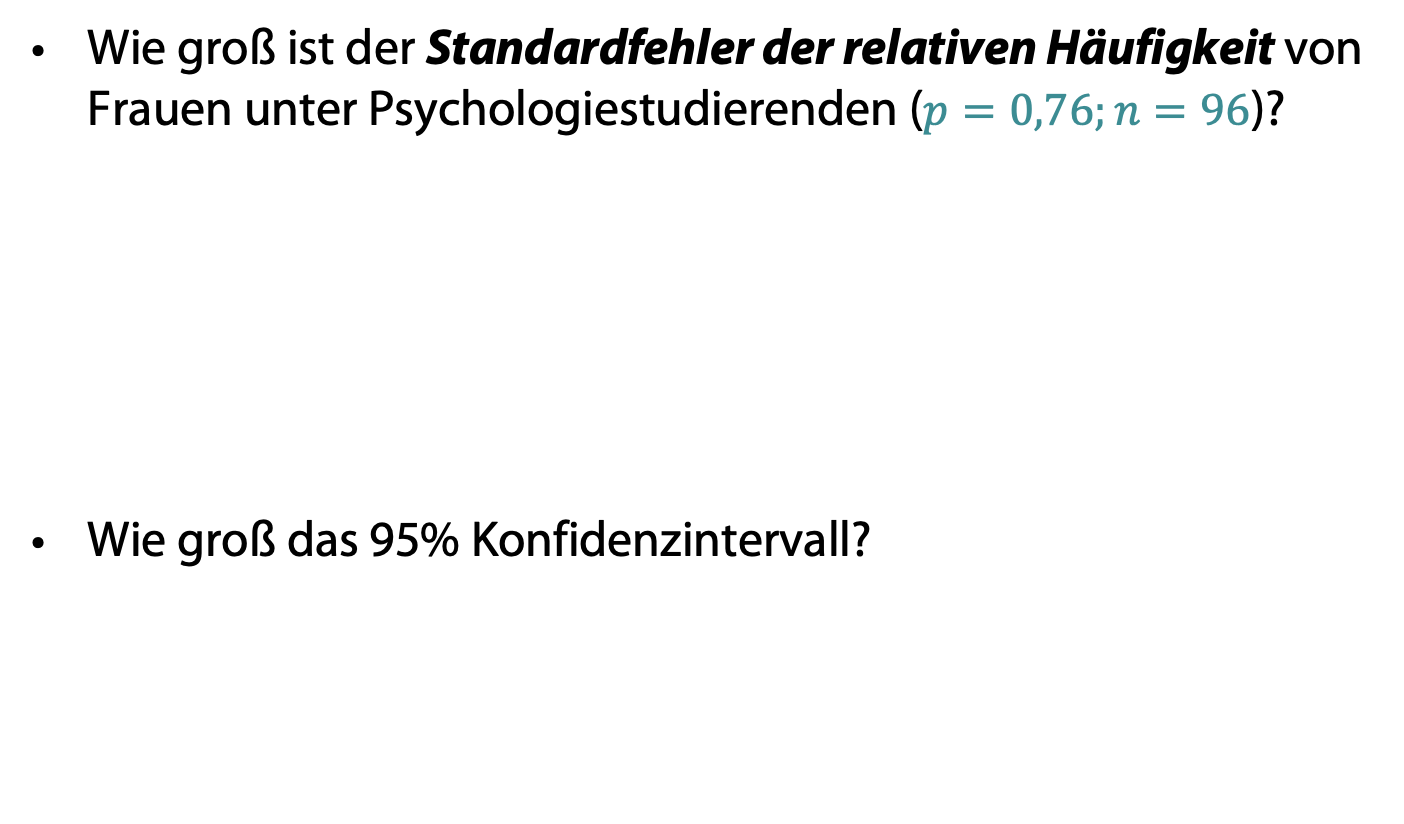 • Wie groß ist der Standardfehler der relativen Häufigkeit von
Frauen unter Psychologiestudierenden (p = 0,76; n = 96)?
• Wie groß das 95% Konfidenzintervall?